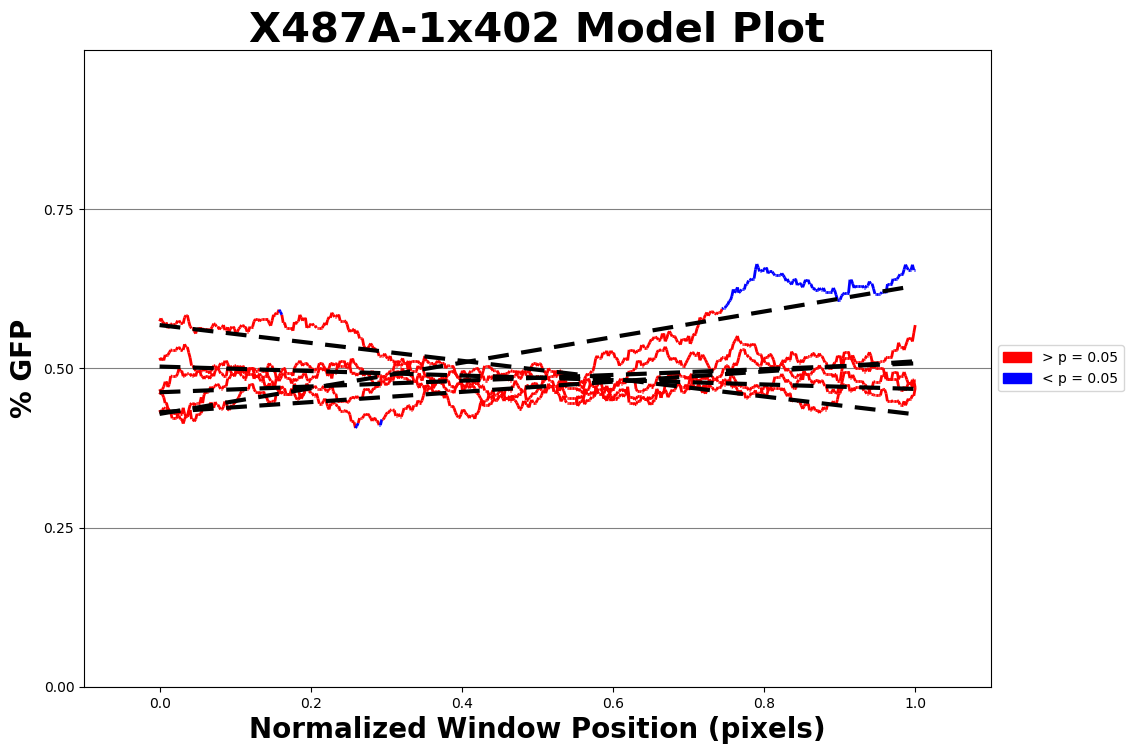 X487A-1x402 Model Plot
% GFP
0.75
0.50
0.25
0.00
0.0 0.2 0.4 0.6 0.8 1.0
Normalized Window Position (pixels)
> p = 0.05
< p = 0.05